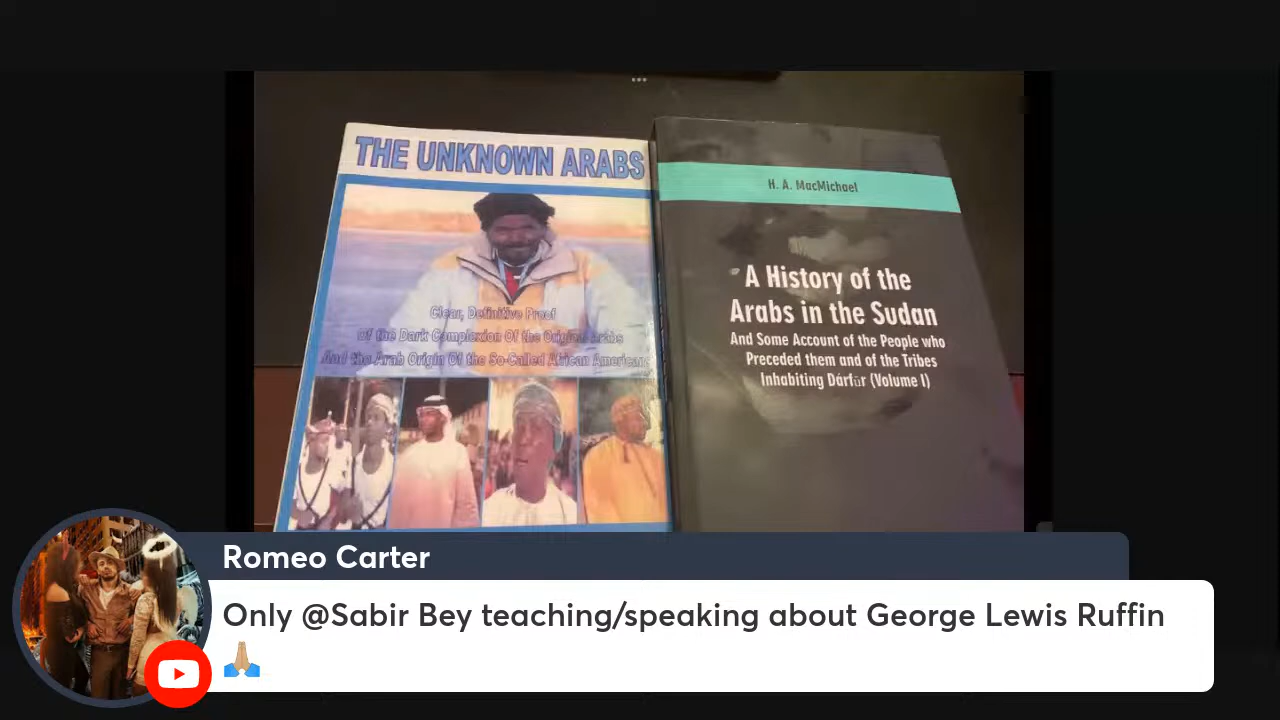 THE UNKNOWN ARABS
Clear, Definitive Proof
of the Dark Complexion Of the Original Arabs
And the Arab Origin Of the So-Called African American
H. A. MacMichael
A History of the
Arabs in the Sudan
And Some Account of the People who
Preceded them and of the Tribes
Inhabiting Dárfūr (Volume I)
Romeo Carter
Only @Sabir Bey teaching/speaking about George Lewis Ruffin
🙏🏼